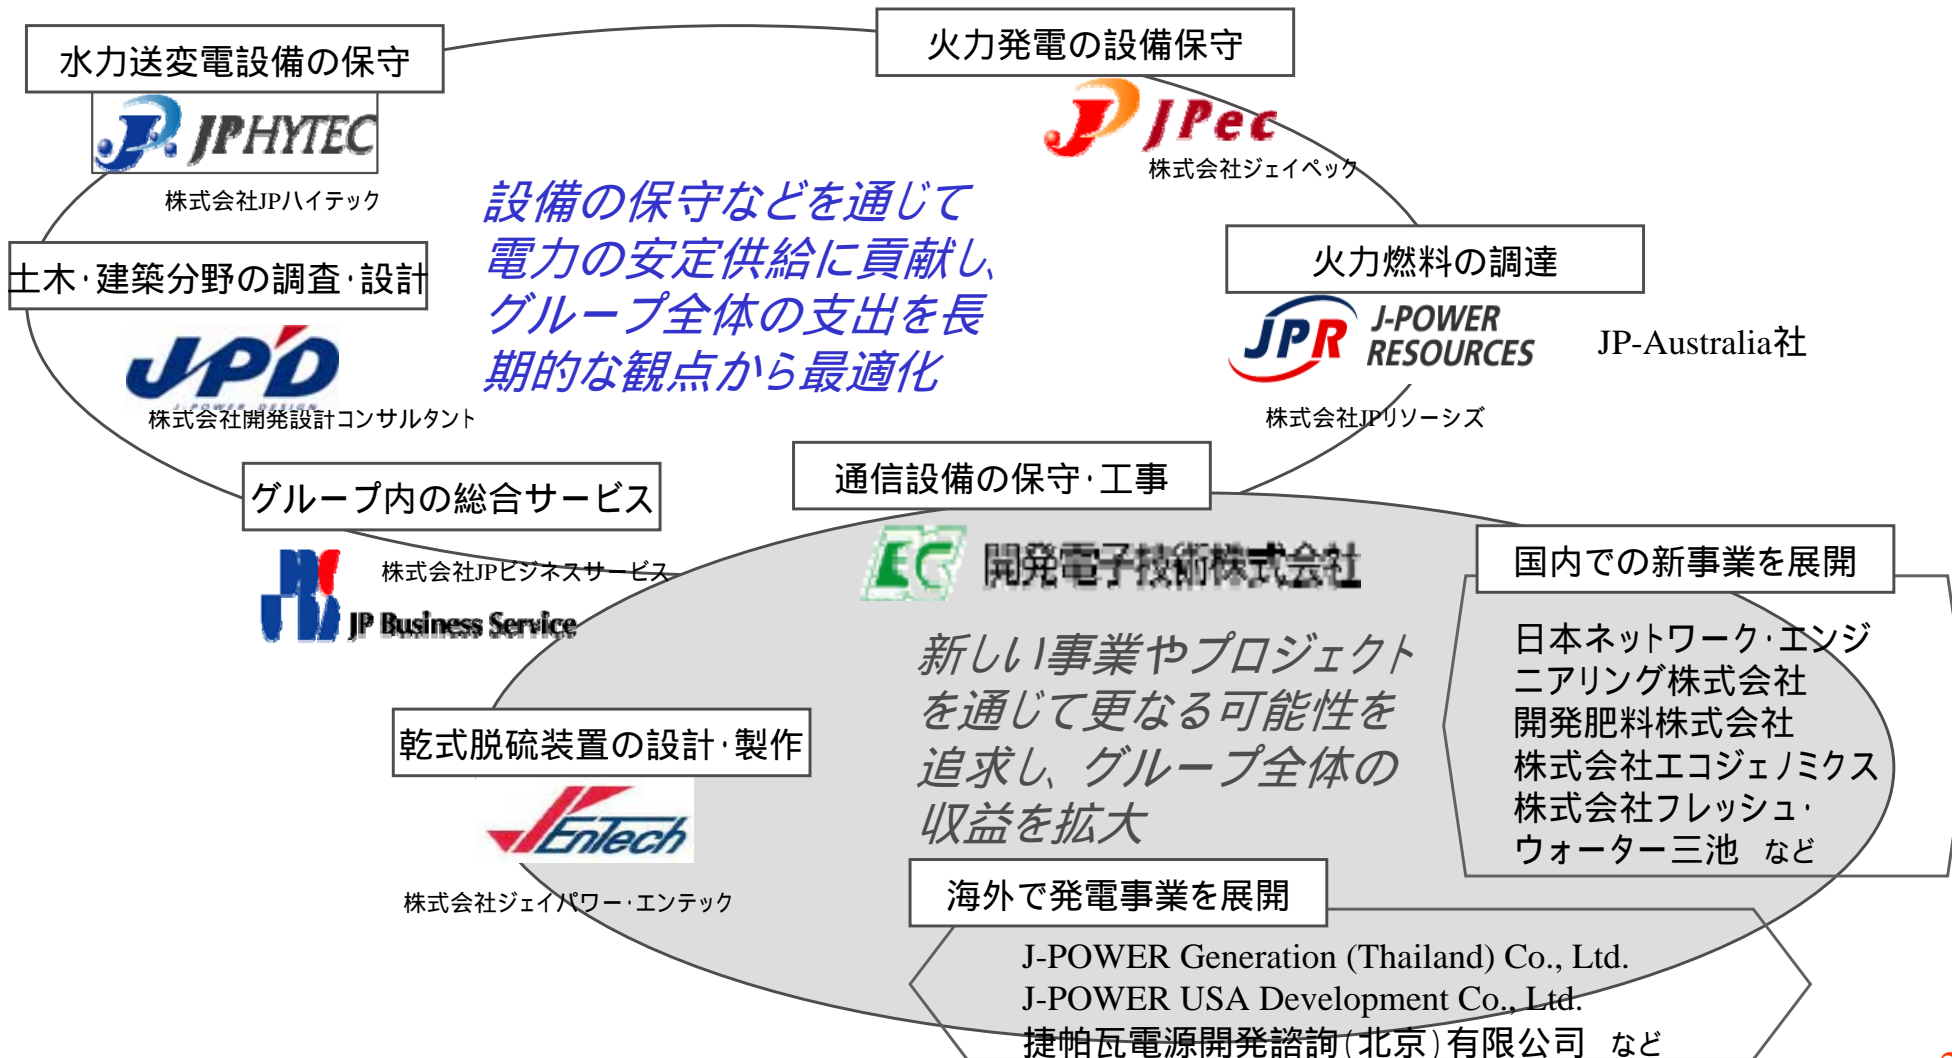 水力送変電設備の保守
JP HYTEC
株式会社JPハイテック
火力発電の設備保守
JPec
株式会社ジェイペック
設備の保守などを通じて
電力の安定供給に貢献し、
グループ全体の支出を長
期的な観点から最適化
土木・建築分野の調査・設計
JPD
J-POWER DESIGN
株式会社開発設計コンサルタント
火力燃料の調達
JPR J-POWER
RESOURCES
JP-Australia社
株式会社JPリソーシズ
グループ内の総合サービス
株式会社JPビジネスサービス
JP Business Service
通信設備の保守・工事
EC 開発電子技術株式会社
国内での新事業を展開
日本ネットワーク・エンジ
ニアリング株式会社
開発肥料株式会社
株式会社エコジェノミクス
株式会社フレッシュ・
ウォーター三池 など
新しい事業やプロジェクト
を通じて更なる可能性を
追求し、グループ全体の
収益を拡大
乾式脱硫装置の設計・製作
EnTech
株式会社ジェイパワー・エンテック
海外で発電事業を展開
J-POWER Generation (Thailand) Co., Ltd.
J-POWER USA Development Co., Ltd.
捷帕瓦電源開発諮詢(北京)有限公司 など